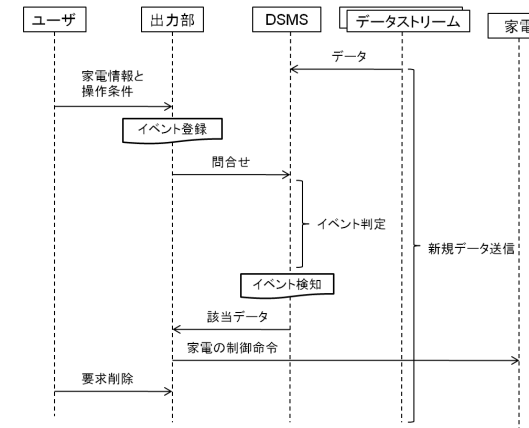 ユーザ
出力部
DSMS
データストリーム
家電
データ
家電情報と
操作条件
イベント登録
問合せ
イベント判定
新規データ送信
イベント検知
該当データ
家電の制御命令
要求削除